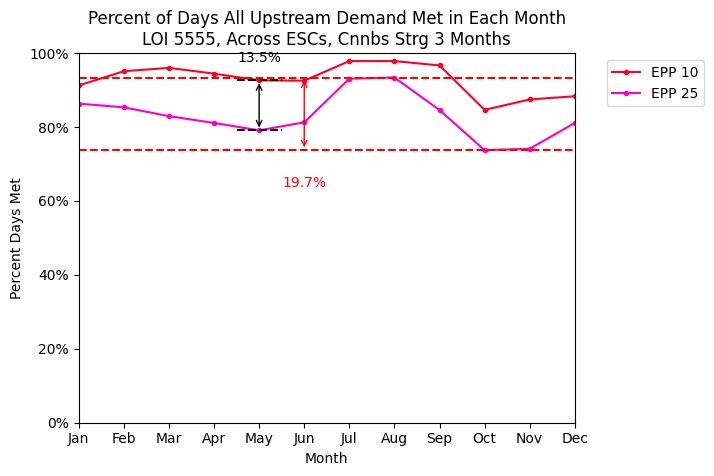 Percent of Days All Upstream Demand Met in Each Month
LOI 5555, Across ESCs, Cnnbs Strg 3 Months
100%
80%
60%
40%
20%
0%
Percent Days Met
13.5%
19.7%
EPP 10
EPP 25
Jan Feb Mar Apr May Jun Jul Aug Sep Oct Nov Dec
Month